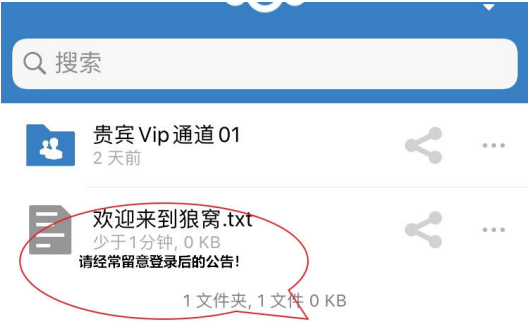 搜索
贵宾 Vip 通道 01
2 天前
欢迎来到狼窝.txt
少于1分钟, 0 KB
请经常留意登录后的公告!
1 文件夹, 1 文件 0 KB